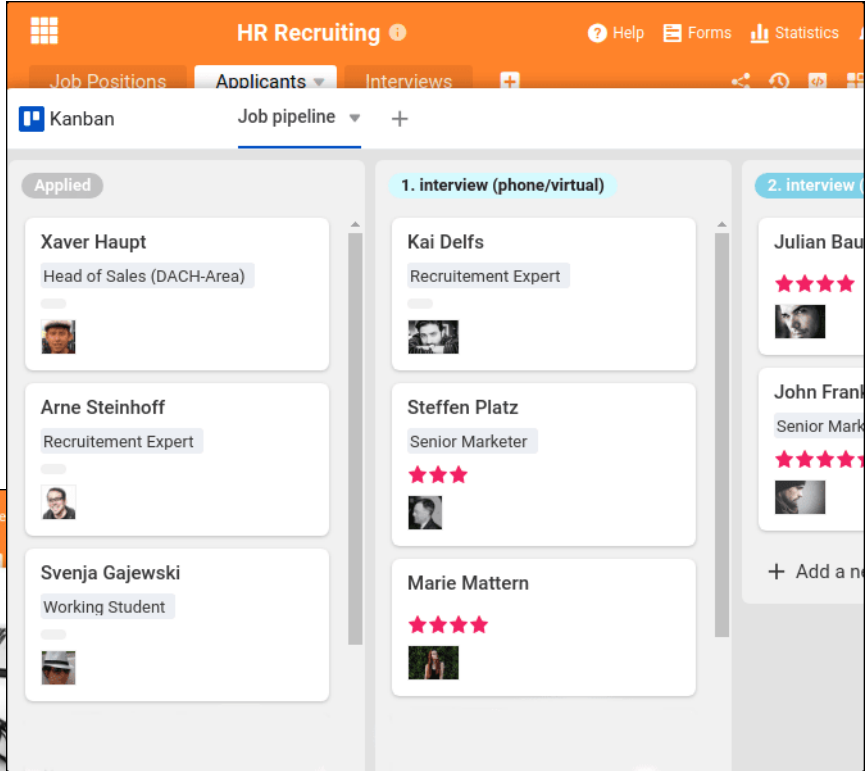 HR Recruiting
Help Forms Statistics
Job Positions Applicants Interviews
Kanban Job pipeline
Applied
Xaver Haupt
Head of Sales (DACH-Area)
Arne Steinhoff
Recruitement Expert
Svenja Gajewski
Working Student
1. interview (phone/virtual)
Kai Delfs
Recruitement Expert
Steffen Platz
Senior Marketer
Marie Mattern
2. interview (
Julian Bau
John Frank
Senior Mark
+ Add a ne